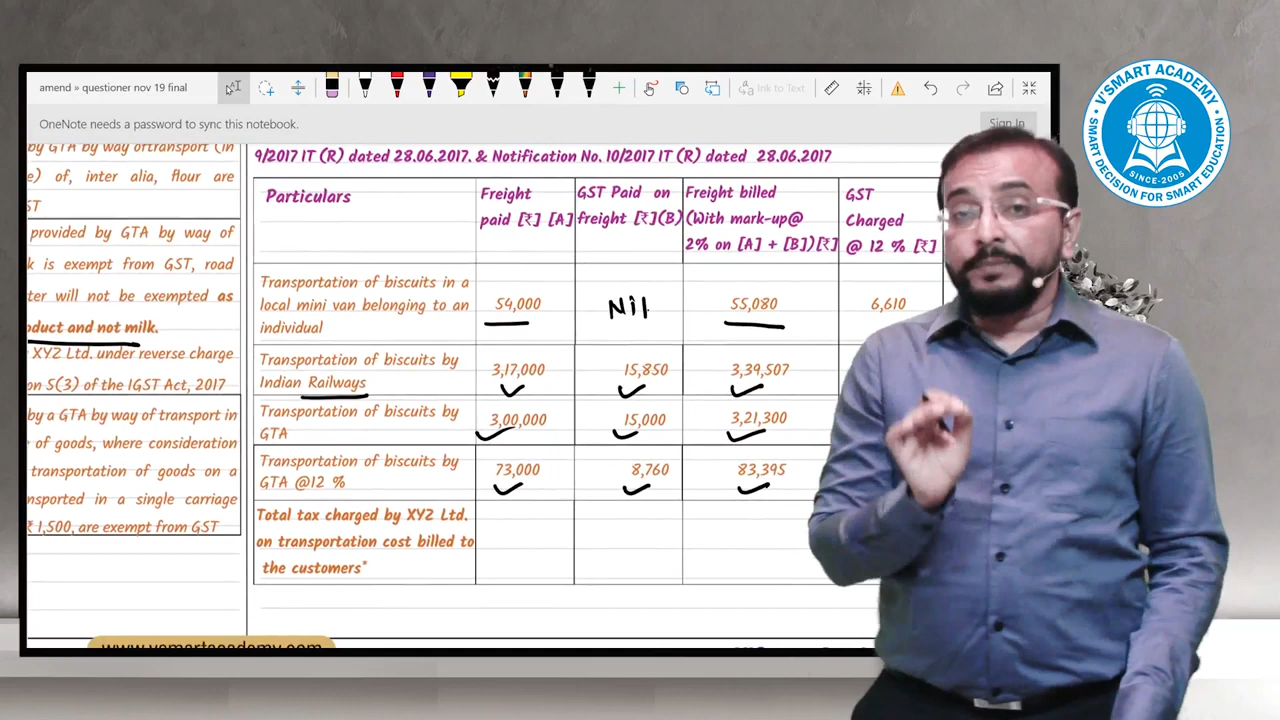 amend » questioner nov 19 final
Ink to Text
OneNote needs a password to sync this notebook.
Sign In
by GTA by way oftransport (in
e) of, inter alia, flour are
ST
provided by GTA by way of
k is exempt from GST, road
ter will not be exempted as
oduct and not milk.
XYZ Ltd. under reverse charge
on 5(3) of the IGST Act, 2017
by a GTA by way of transport in
of goods, where consideration
transportation of goods on a
nsported in a single carriage
₹ 1,500, are exempt from GST
9/2017 IT (R) dated 28.06.2017. & Notification No. 10/2017 IT (R) dated 28.06.2017
Particulars
Freight
paid [₹] [A]
GST Paid on
freight [₹](B)
Freight billed
(With mark-up@
2% on [A] + [B])[₹]
GST
Charged
@ 12 % [₹]
Transportation of biscuits in a
local mini van belonging to an
individual
54,000
Nil
55,080
6,610
Transportation of biscuits by
Indian Railways
3,17,000
15,850
3,39,507
Transportation of biscuits by
GTA
3,00,000
15,000
3,21,300
Transportation of biscuits by
GTA @12 %
73,000
8,760
83,395
Total tax charged by XYZ Ltd.
on transportation cost billed to
the customers"
V'SMART ACADEMY
SINCE-2005
SMART DECISION FOR SMART EDUCATION